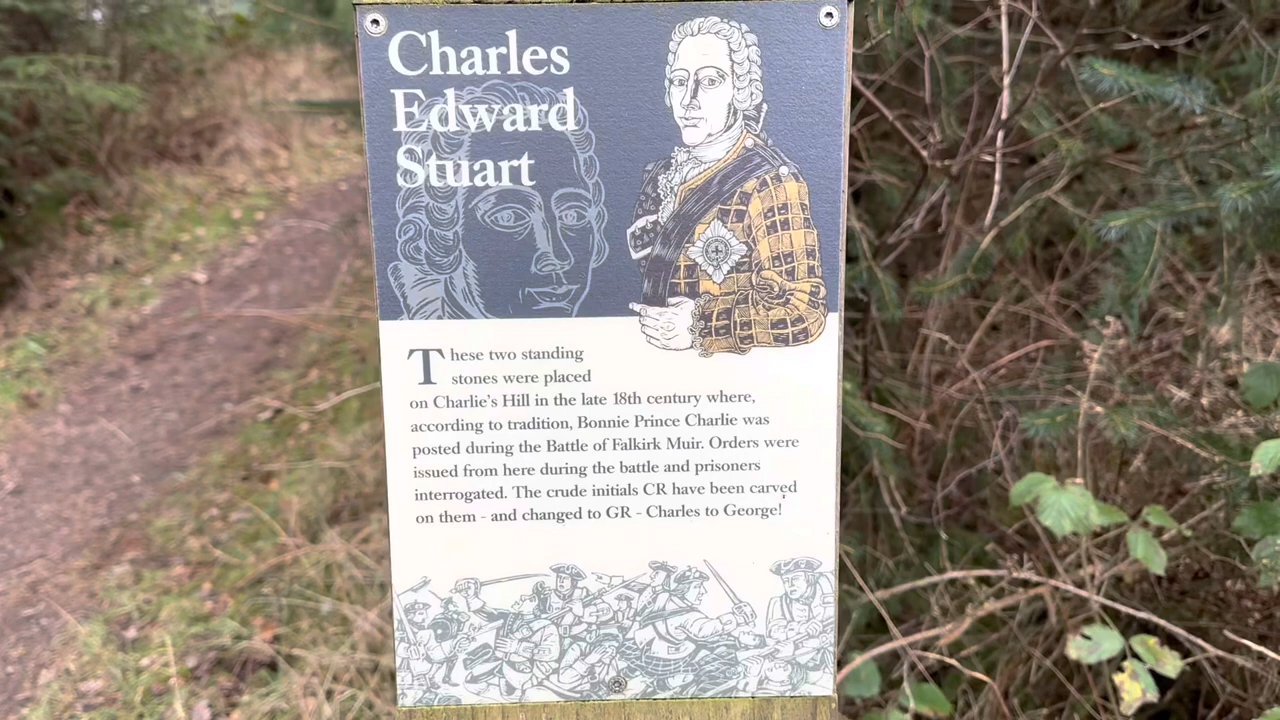 Charles
Edward
Stuart
These two standing
stones were placed
on Charlie's Hill in the late 18th century where,
according to tradition, Bonnie Prince Charlie was
posted during the Battle of Falkirk Muir. Orders were
issued from here during the battle and prisoners
interrogated. The crude initials CR have been carved
on them - and changed to GR - Charles to George!